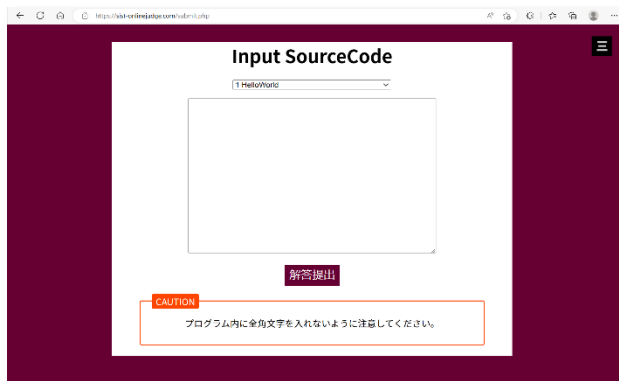 https://sist-onlinejudge.com/submit.php
Input SourceCode
1 HelloWorld
解答提出
CAUTION
プログラム内に全角文字を入れないように注意してください。